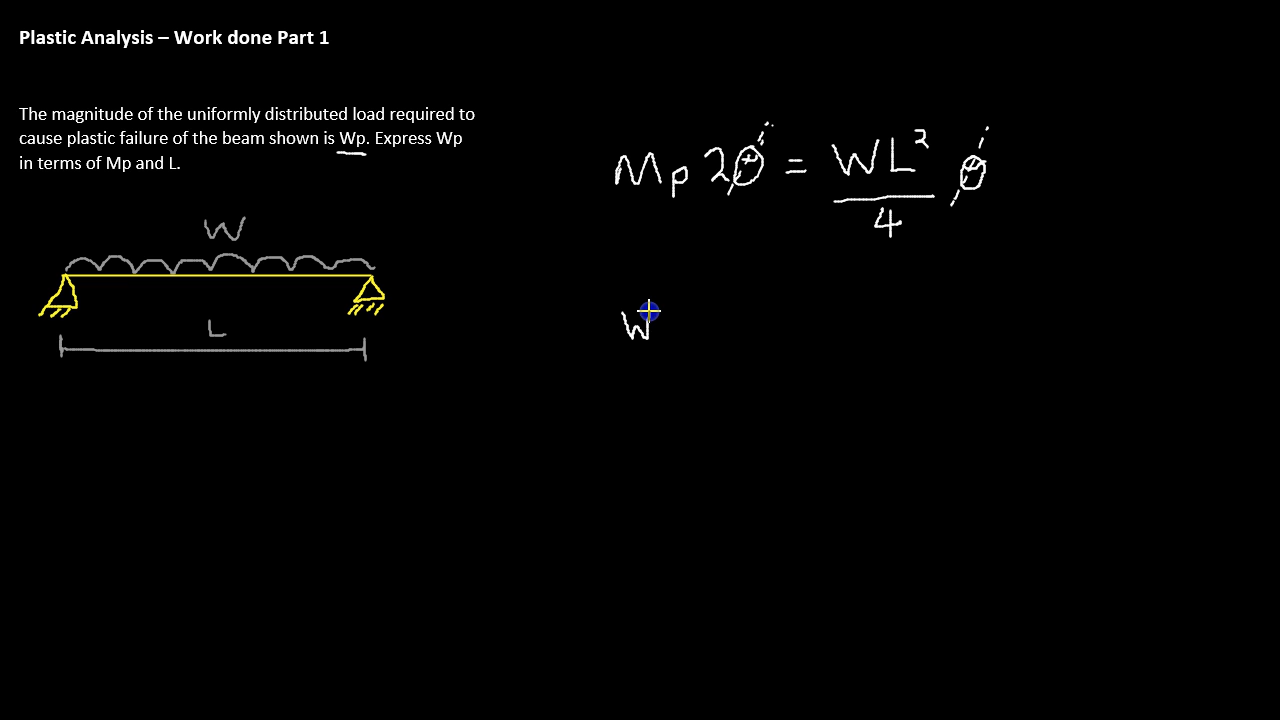 Plastic Analysis – Work done Part 1
The magnitude of the uniformly distributed load required to
cause plastic failure of the beam shown is Wp. Express Wp
in terms of Mp and L.
W
L
Mp 2θ = WL² θ
4
W